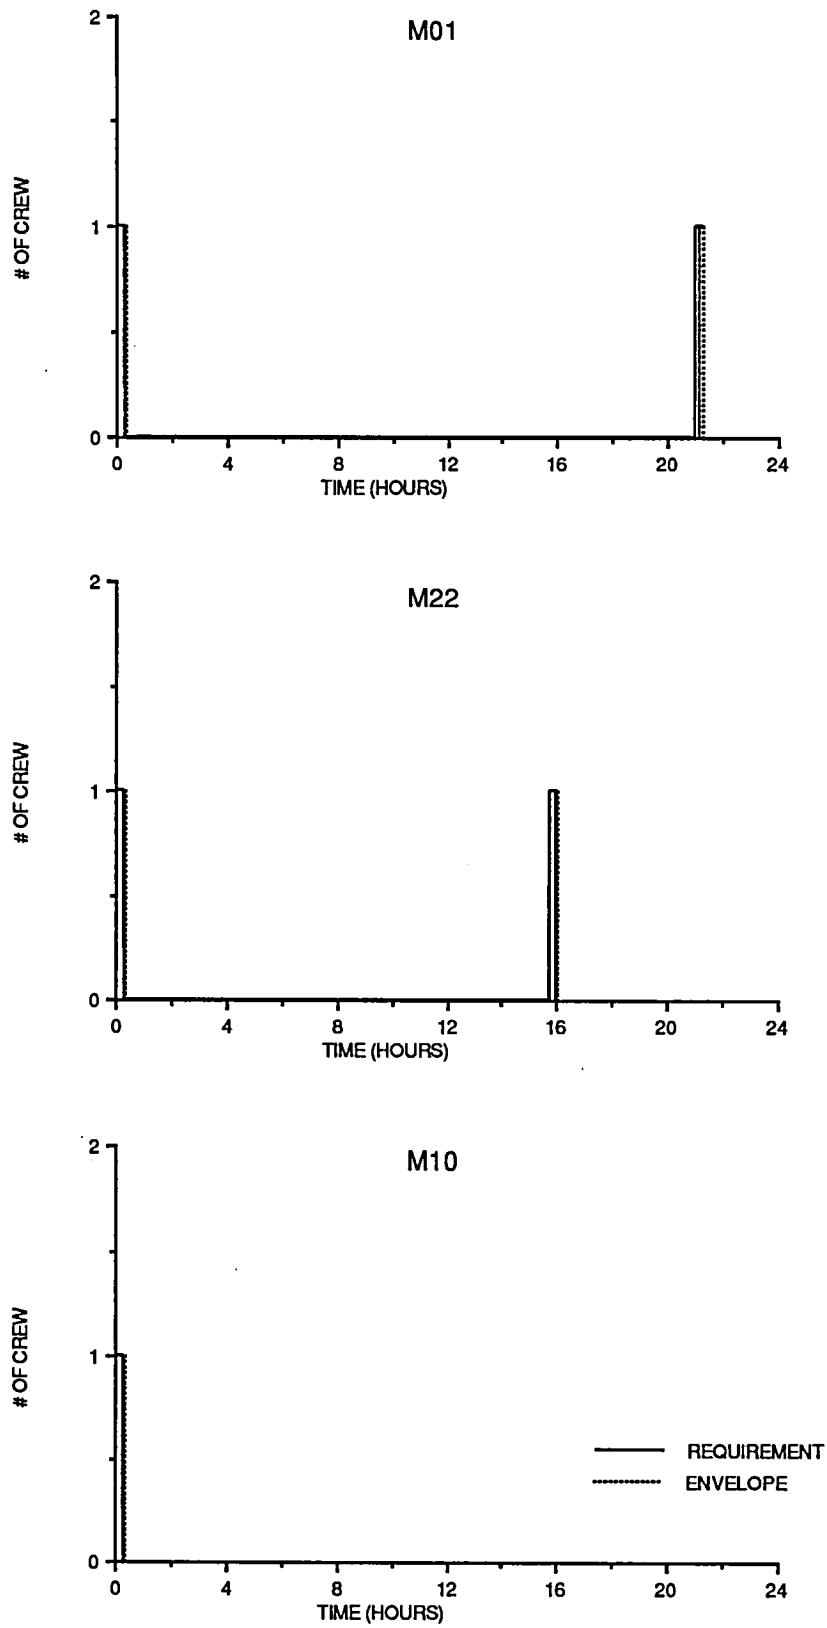 M01
2
1
0
# OF CREW
0 4 8 12 16 20 24
TIME (HOURS)
M22
2
1
0
# OF CREW
0 4 8 12 16 20 24
TIME (HOURS)
M10
2
1
0
# OF CREW
REQUIREMENT
ENVELOPE
0 4 8 12 16 20 24
TIME (HOURS)